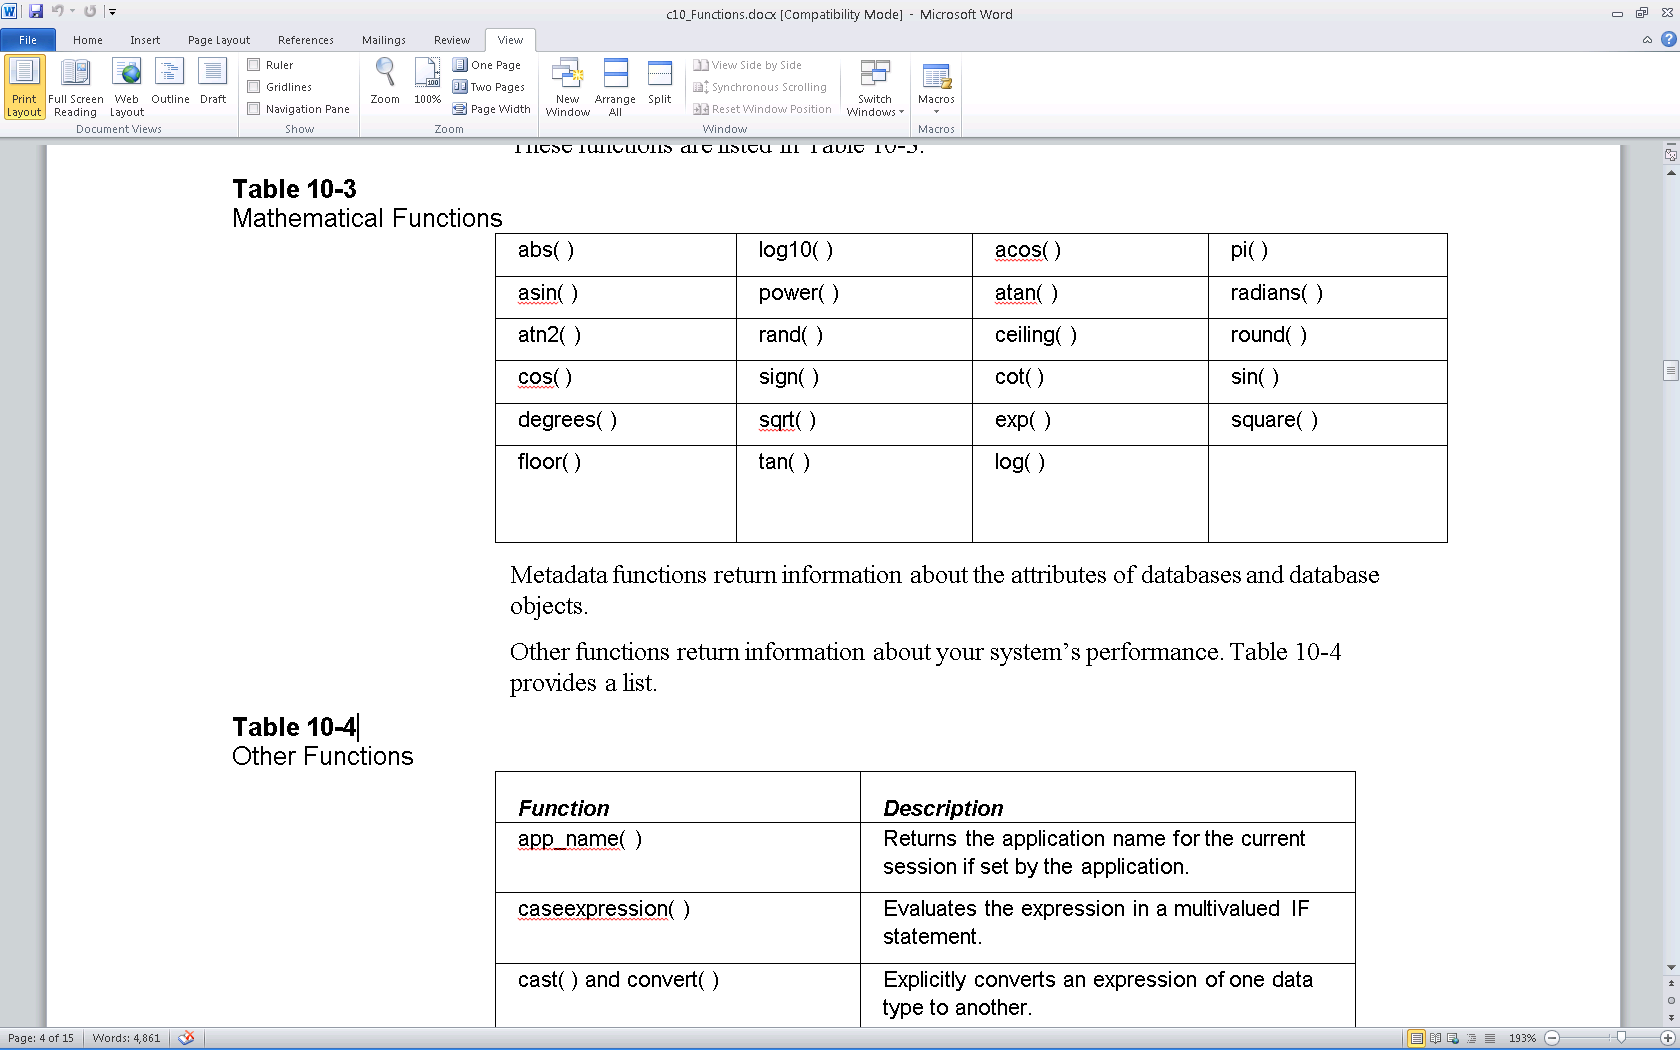 c10_Functions.docx [Compatibility Mode] - Microsoft Word
File Home Insert Page Layout References Mailings Review View
Print Layout
Full Screen Reading
Web Layout
Outline
Draft
Document Views
Ruler
Gridlines
Navigation Pane
Show
Zoom
100%
One Page
Two Pages
Page Width
Zoom
New Window
Arrange All
Split
View Side by Side
Synchronous Scrolling
Reset Window Position
Window
Switch Windows
Macros
Macros
These functions are listed in Table 10-3.
Table 10-3
Mathematical Functions
abs( ) log10( ) acos( ) pi( )
asin( ) power( ) atan( ) radians( )
atn2( ) rand( ) ceiling( ) round( )
cos( ) sign( ) cot( ) sin( )
degrees( ) sqrt( ) exp( ) square( )
floor( ) tan( ) log( )
Metadata functions return information about the attributes of databases and database
objects.
Other functions return information about your system’s performance. Table 10-4
provides a list.
Table 10-4
Other Functions
Function Description
app_name( ) Returns the application name for the current
session if set by the application.
caseexpression( ) Evaluates the expression in a multivalued IF
statement.
cast( ) and convert( ) Explicitly converts an expression of one data
type to another.
Page: 4 of 15 Words: 4,861 193%